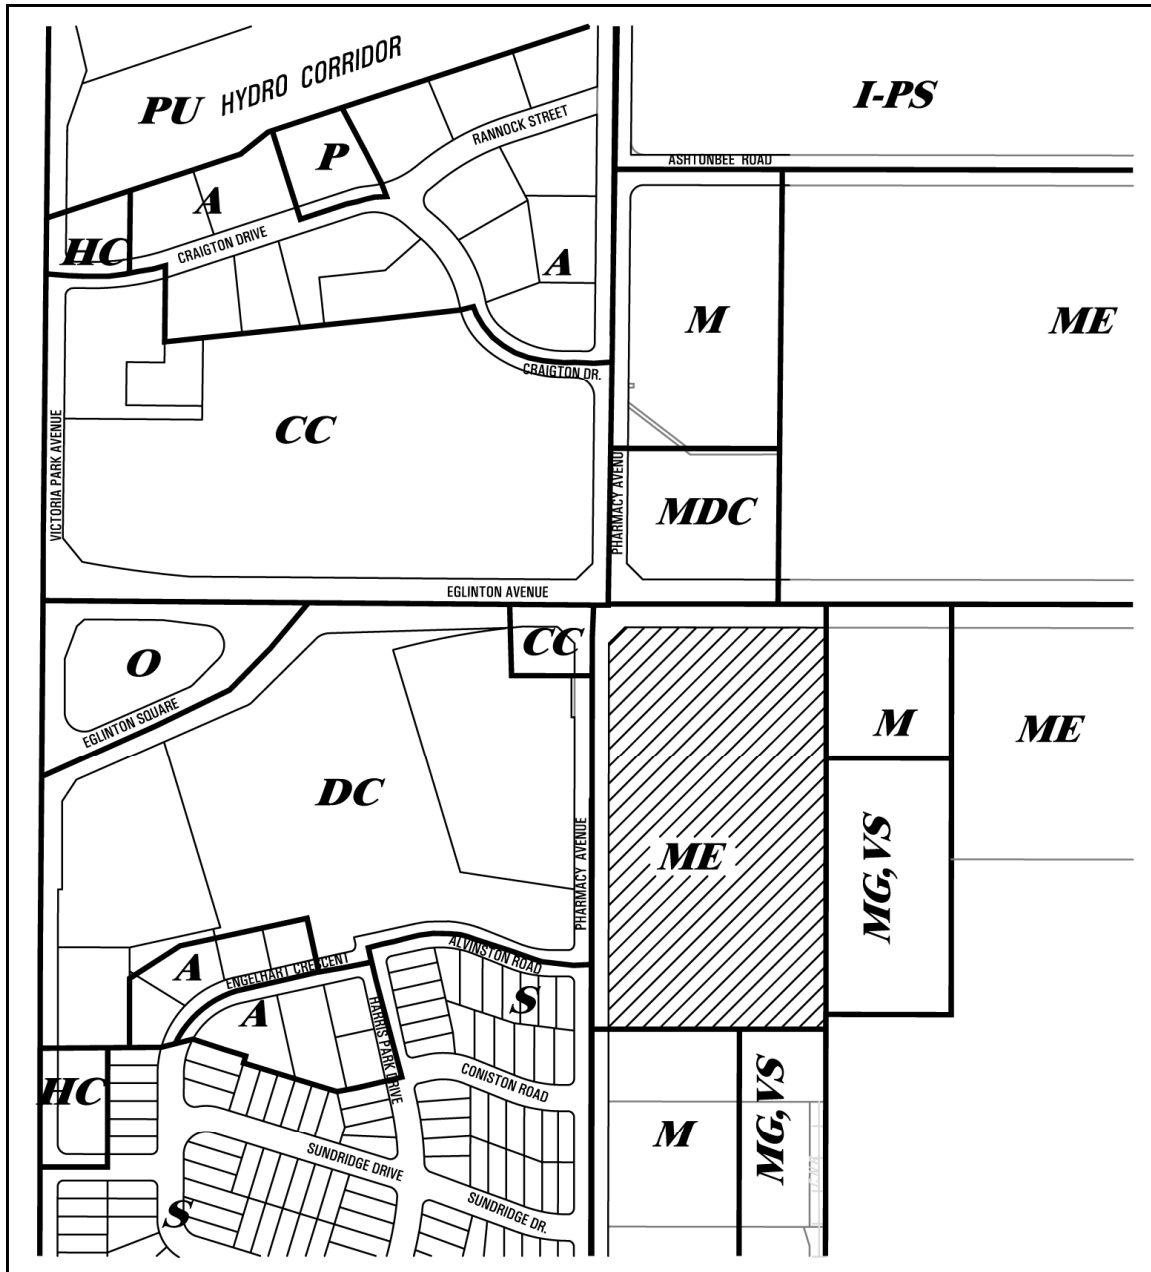 PU HYDRO CORRIDOR
I-PS
RANNOCK STREET
ASHTONBEE ROAD
P
A
HC
CRAIGTON DRIVE
A
M
ME
CRAIGTON DR.
CC
VICTORIA PARK AVENUE
PHARMACY AVENU
MDC
EGLINTON AVENUE
O
EGLINTON SQUARE
CC
M
ME
DC
PHARMACY AVENUE
ME
MG,VS
A
ENGELHART CRESCENT
ALVINSTON ROAD
S
A
HARRIS PARK DRIVE
HC
CONISTON ROAD
M
MG,VS
SUNDRIDGE DRIVE
SUNDRIDGE DR.
S